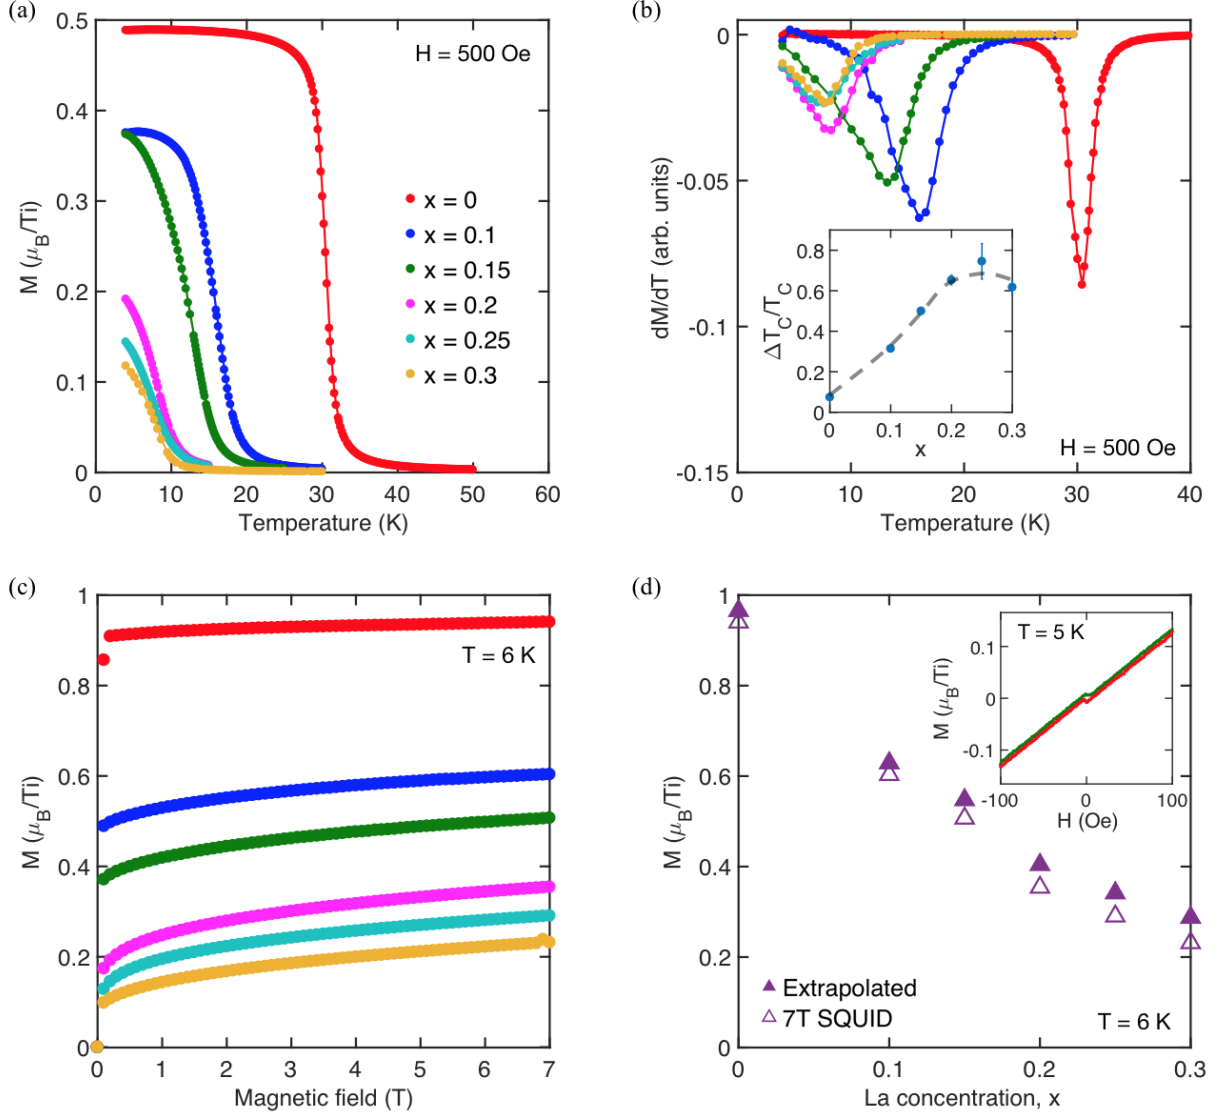 (a)
0.5
0.4
0.3
0.2
0.1
0
M (μB/Ti)
H = 500 Oe
x = 0
x = 0.1
x = 0.15
x = 0.2
x = 0.25
x = 0.3
0 10 20 30 40 50 60
Temperature (K)
(b)
0
-0.05
-0.1
-0.15
dM/dT (arb. units)
0.8
0.6
0.4
0.2
0
ΔTC/TC
0 0.1 0.2 0.3
x
H = 500 Oe
0 10 20 30 40
Temperature (K)
(c)
1
0.8
0.6
0.4
0.2
0
M (μB/Ti)
T = 6 K
0 1 2 3 4 5 6 7
Magnetic field (T)
(d)
1
0.8
0.6
0.4
0.2
0
M (μB/Ti)
T = 5 K
0.1
0
-0.1
M (μB/Ti)
-100 0 100
H (Oe)
Extrapolated
7T SQUID
T = 6 K
0 0.1 0.2 0.3
La concentration, x